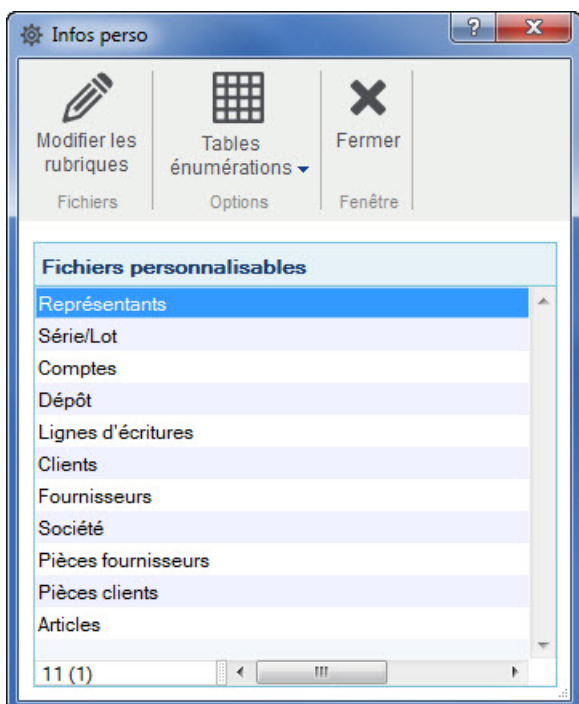 Infos perso
?
Modifier les
rubriques
Fichiers
Tables
énumérations
Options
Fermer
Fenêtre
Fichiers personnalisables
Représentants
Série/Lot
Comptes
Dépôt
Lignes d'écritures
Clients
Fournisseurs
Société
Pièces fournisseurs
Pièces clients
Articles
11 (1)